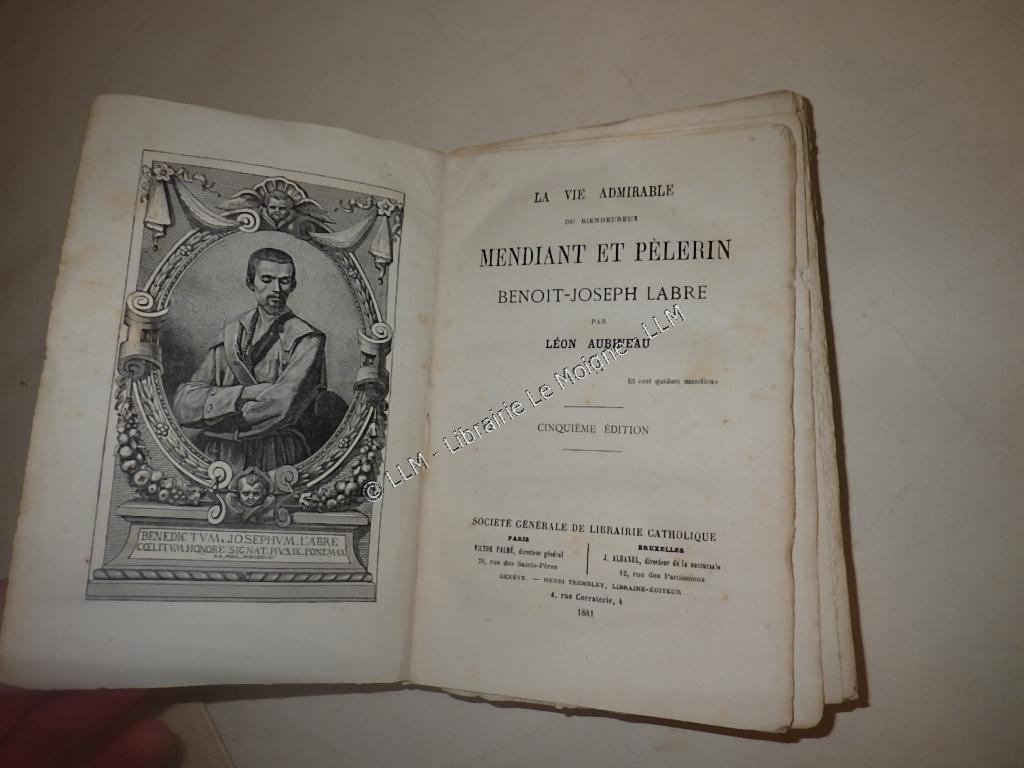 BENEDICTVM. JOSEPHVM. LABRE
CŒLITVM. HONORE. SIGNAT. PIVS. IX. PONT. MAX
LA VIE ADMIRABLE
DU BIENHEUREUX
MENDIANT ET PÈLERIN
BENOIT-JOSEPH LABRE
PAR
LÉON AUBINEAU
Et erat quidam mendicus
CINQUIÈME ÉDITION
SOCIÉTÉ GÉNÉRALE DE LIBRAIRIE CATHOLIQUE
PARIS
VICTOR PALMÉ, directeur général
76, rue des Saints-Pères
BRUXELLES
J. ALBANEL, directeur de la succursale
12, rue des Paroissiens
GENÈVE. — HENRI TREMBLEY, LIBRAIRE-ÉDITEUR
4, rue Corraterie, 4
1881
© LLM - Librairie Le Moigne - LLM